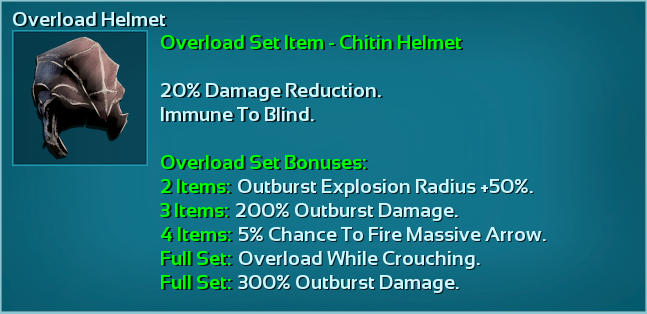 Overload Helmet
Overload Set Item - Chitin Helmet
20% Damage Reduction.
Immune To Blind.
Overload Set Bonuses:
2 Items: Outburst Explosion Radius +50%.
3 Items: 200% Outburst Damage.
4 Items: 5% Chance To Fire Massive Arrow.
Full Set: Overload While Crouching.
Full Set: 300% Outburst Damage.